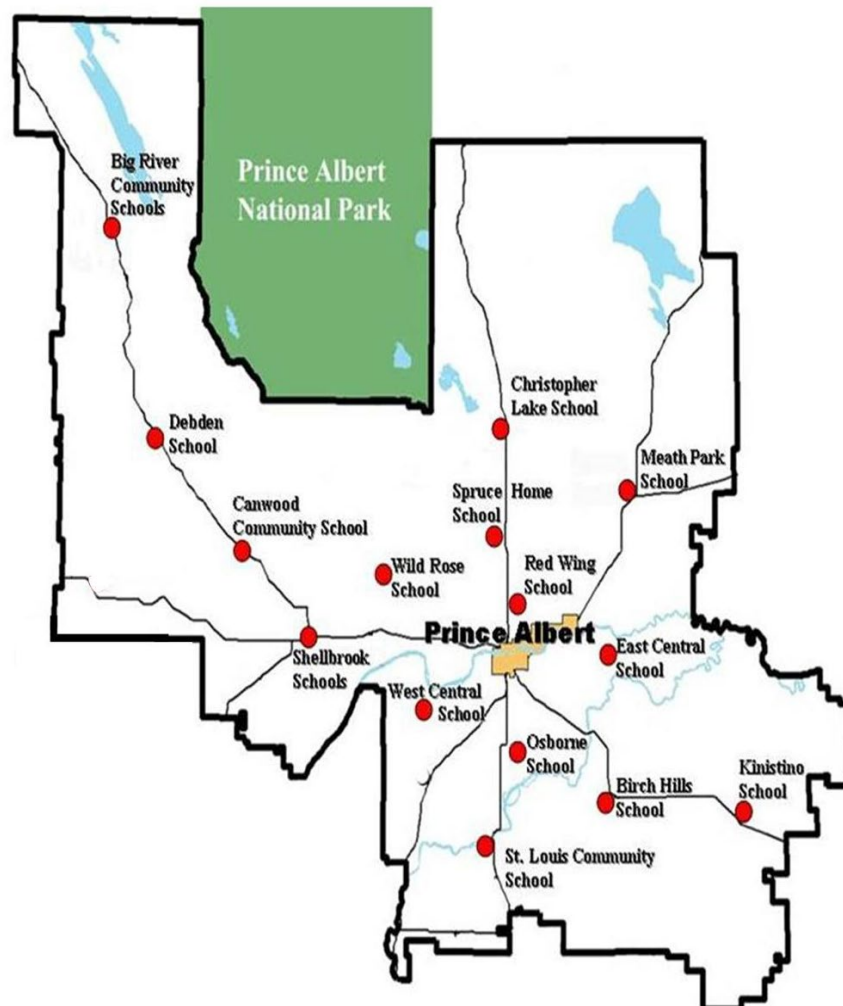 Prince Albert
National Park
Big River
Community
Schools
Christopher
Lake School
Debden
School
Meath Park
School
Spruce Home
School
Canwood
Community School
Wild Rose
School
Red Wing
School
Prince Albert
East Central
School
Shellbrook
Schools
West Central
School
Osborne
School
Birch Hills
School
Kinistino
School
St. Louis Community
School